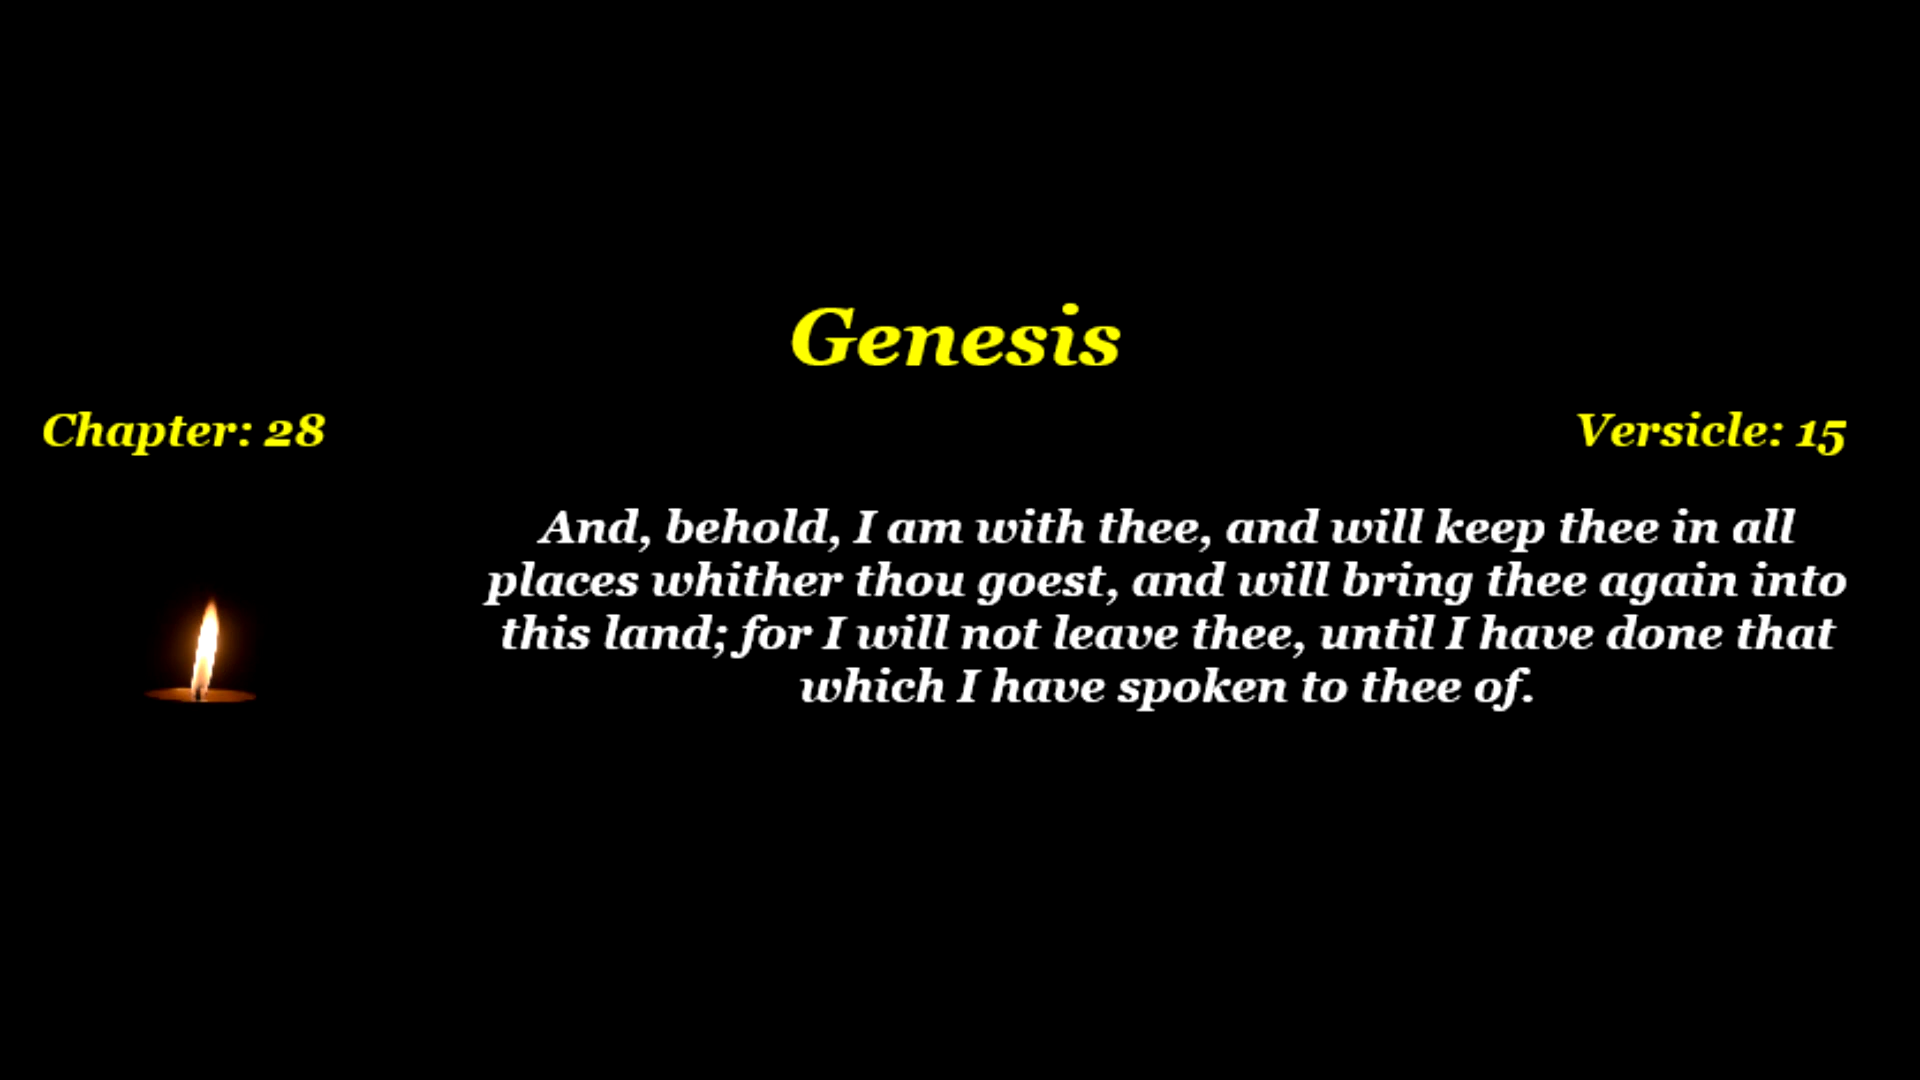 Genesis
Chapter: 28
Versicle: 15
And, behold, I am with thee, and will keep thee in all
places whither thou goest, and will bring thee again into
this land; for I will not leave thee, until I have done that
which I have spoken to thee of.